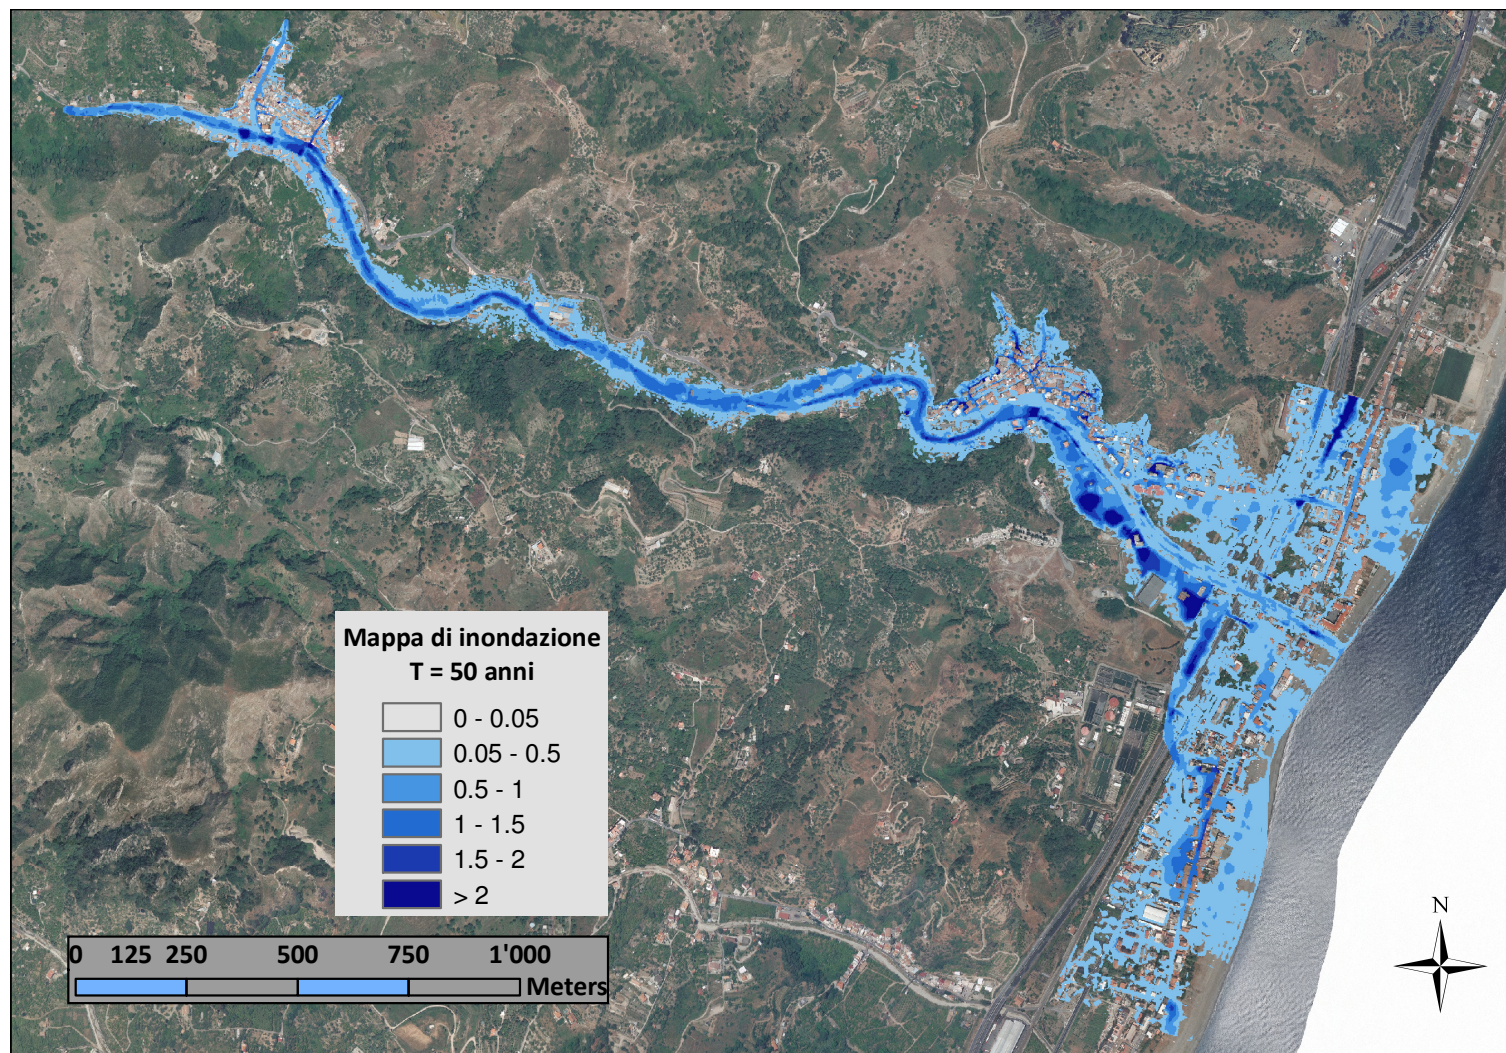 Mappa di inondazione
T = 50 anni
0 - 0.05
0.05 - 0.5
0.5 - 1
1 - 1.5
1.5 - 2
> 2
0 125 250 500 750 1'000
Meters
N